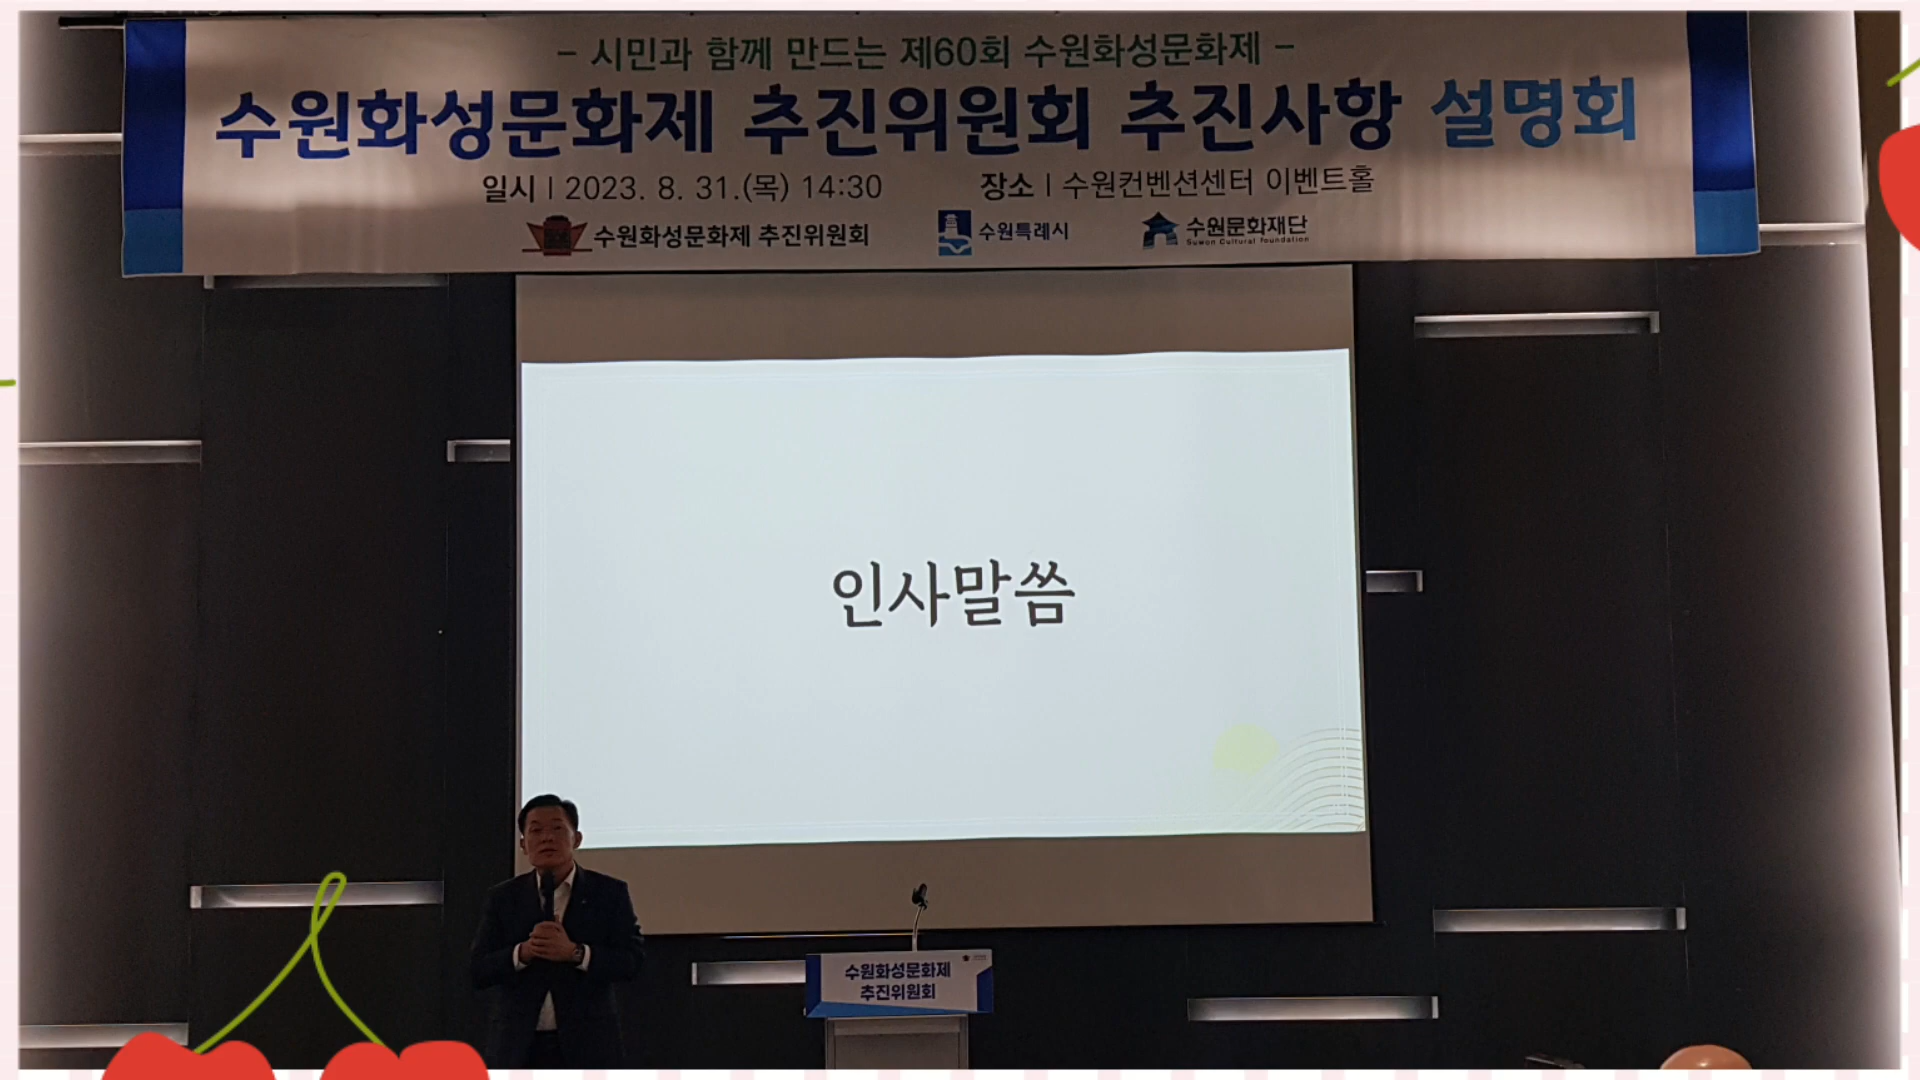 - 시민과 함께 만드는 제60회 수원화성문화제 -
수원화성문화제 추진위원회 추진사항 설명회
일시 | 2023. 8. 31.(목) 14:30 장소 | 수원컨벤션센터 이벤트홀
수원화성문화제 추진위원회 수원특례시 수원문화재단
Suwon Cultural foundation
인사말씀
수원화성문화제
추진위원회